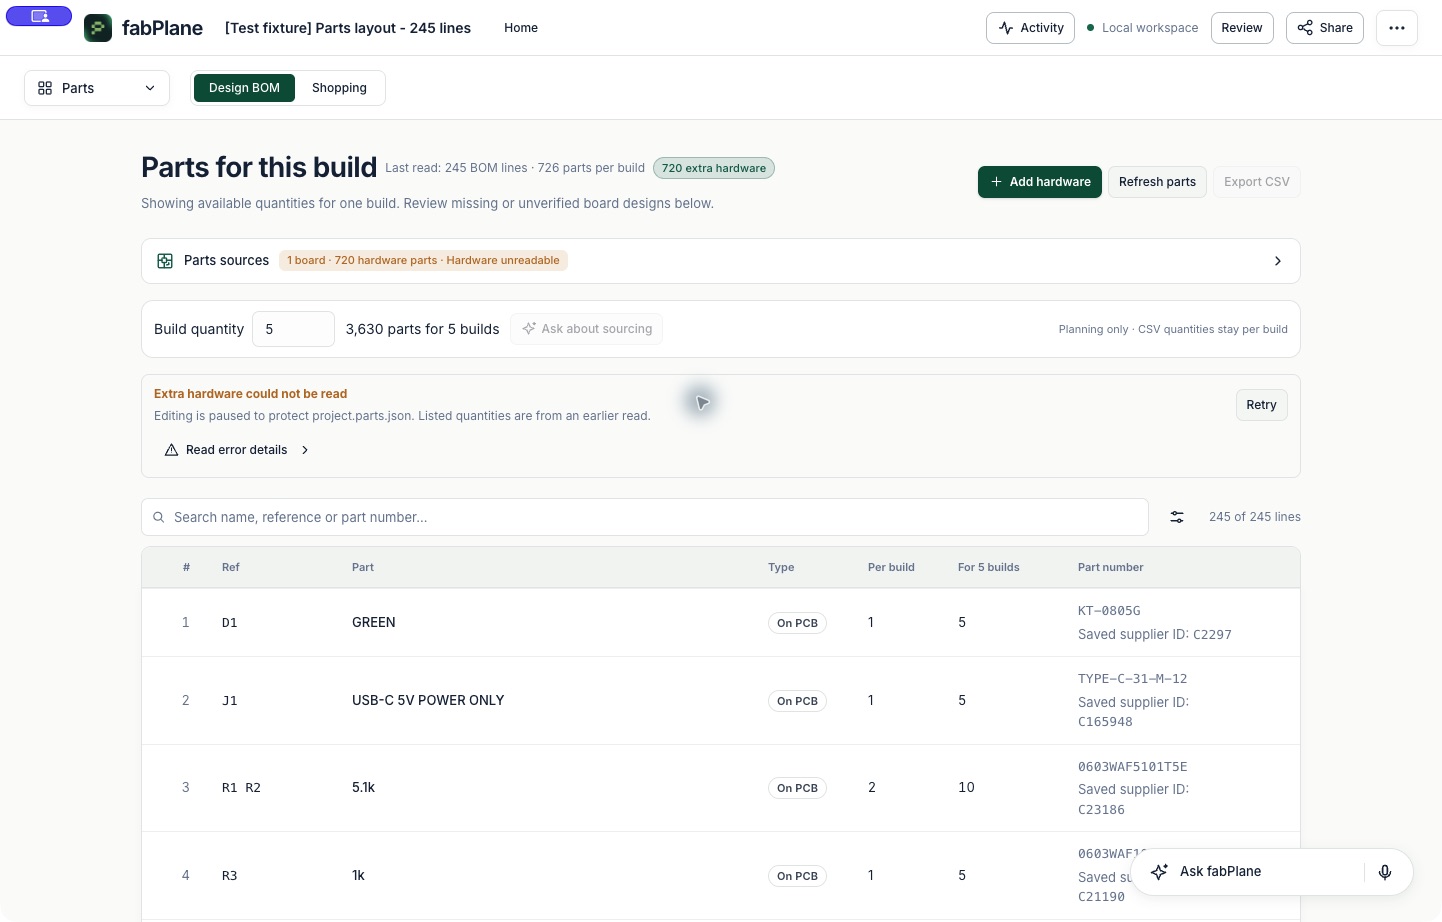 fabPlane
[Test fixture] Parts layout - 245 lines
Home
Activity
Local workspace
Review
Share
Parts
Design BOM
Shopping
Parts for this build
Last read: 245 BOM lines · 726 parts per build
720 extra hardware
Showing available quantities for one build. Review missing or unverified board designs below.
Add hardware
Refresh parts
Export CSV
Parts sources
1 board · 720 hardware parts · Hardware unreadable
Build quantity
5
3,630 parts for 5 builds
Ask about sourcing
Planning only · CSV quantities stay per build
Extra hardware could not be read
Editing is paused to protect project.parts.json. Listed quantities are from an earlier read.
Retry
Read error details
Search name, reference or part number...
245 of 245 lines
# Ref Part Type Per build For 5 builds Part number
1 D1 GREEN On PCB 1 5 KT-0805G
Saved supplier ID: C2297
2 J1 USB-C 5V POWER ONLY On PCB 1 5 TYPE-C-31-M-12
Saved supplier ID:
C165948
3 R1 R2 5.1k On PCB 2 10 0603WAF5101T5E
Saved supplier ID:
C23186
4 R3 1k On PCB 1 5
Saved
C21190
Ask fabPlane